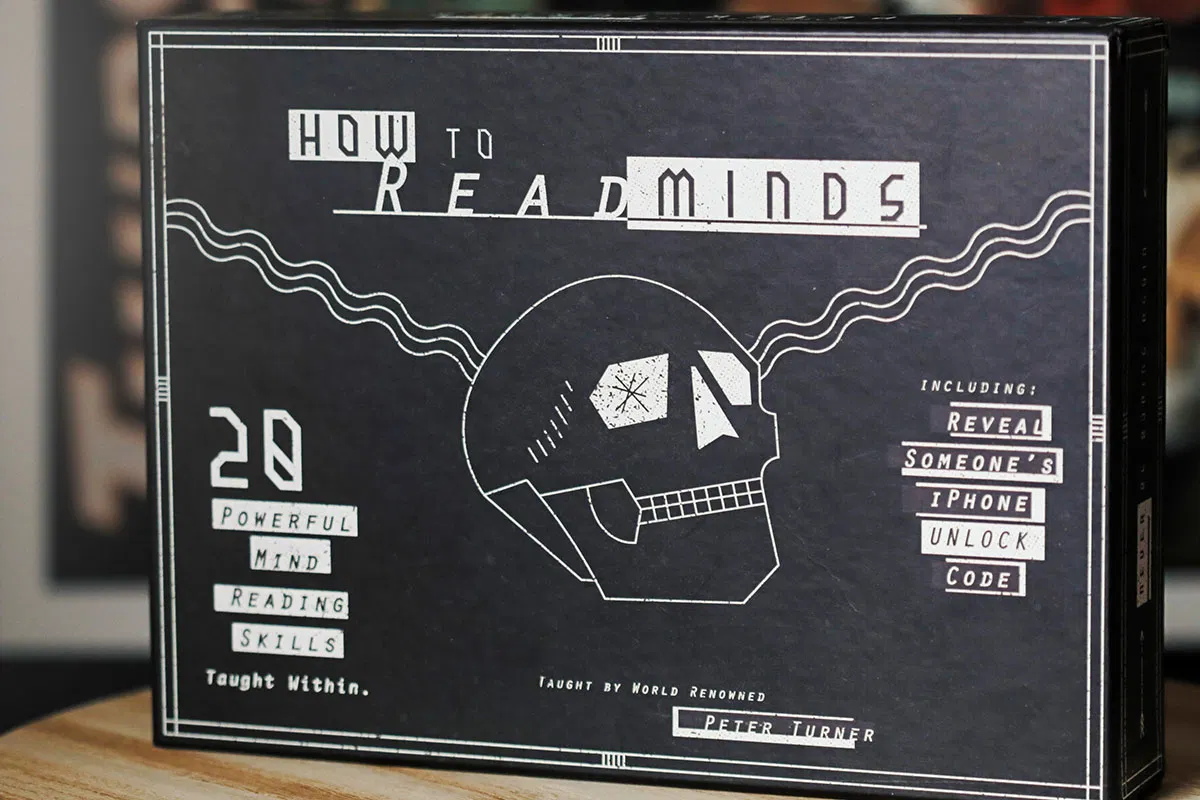 HOW TO
READ MINDS
20
POWERFUL
MIND
READING
SKILLS
Taught Within.
INCLUDING:
REVEAL
SOMEONE'S
iPHONE
UNLOCK
CODE
TAUGHT BY WORLD RENOWNED
PETER TURNER